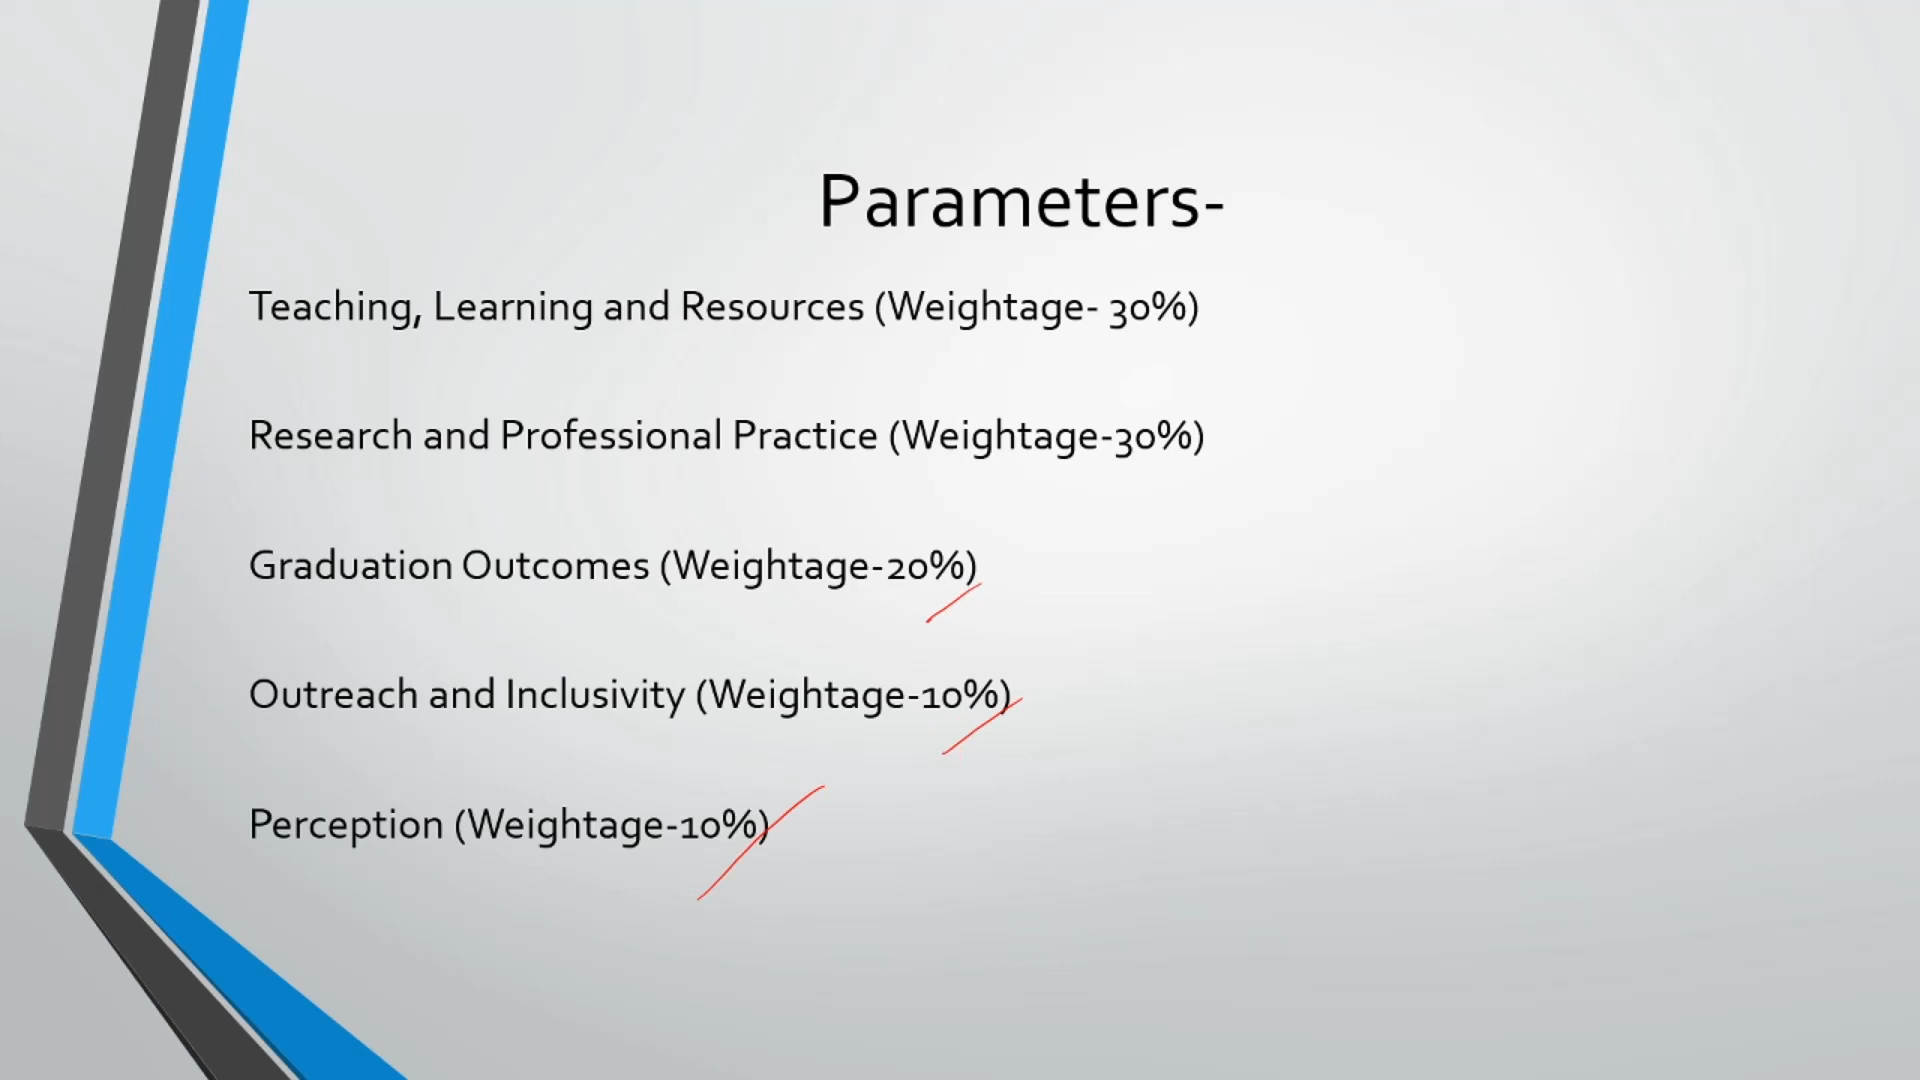 Parameters-
Teaching, Learning and Resources (Weightage- 30%)
Research and Professional Practice (Weightage-30%)
Graduation Outcomes (Weightage-20%)
Outreach and Inclusivity (Weightage-10%)
Perception (Weightage-10%)